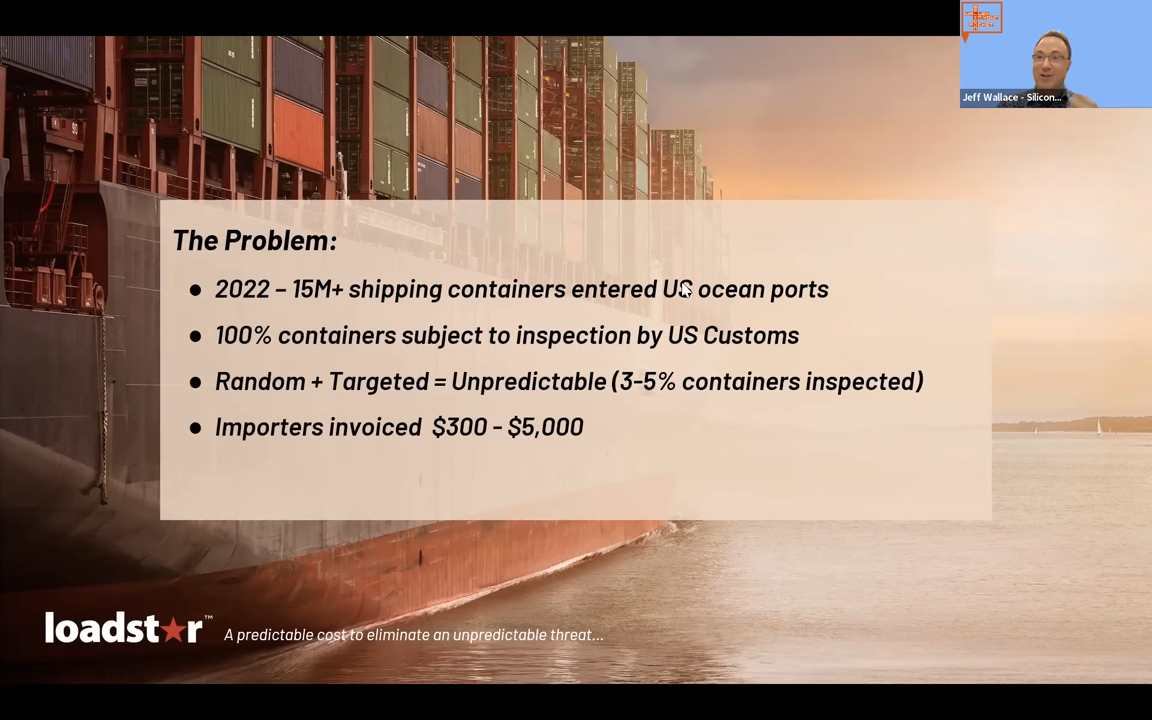 Jeff Wallace - Silicon...
The Problem:
● 2022 – 15M+ shipping containers entered US ocean ports
● 100% containers subject to inspection by US Customs
● Random + Targeted = Unpredictable (3-5% containers inspected)
● Importers invoiced $300 - $5,000
loadst★r™ A predictable cost to eliminate an unpredictable threat...